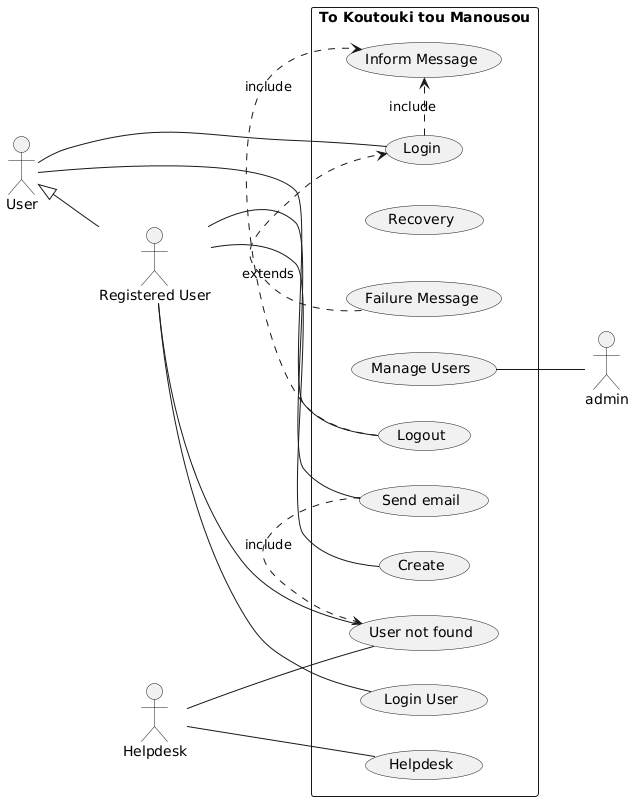 To Koutouki tou Manousou
Inform Message
include
include
Login
User
Recovery
extends
Registered User
Failure Message
Manage Users
admin
Logout
Send email
include
Create
User not found
Login User
Helpdesk
Helpdesk